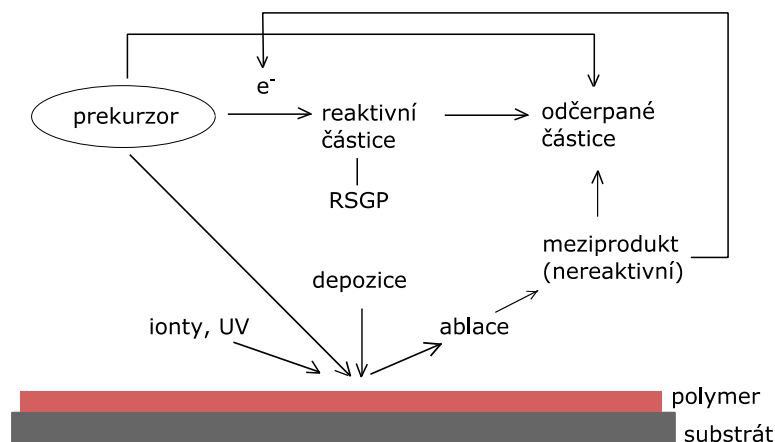 e-
prekurzor
reaktivní
částice
odčerpané
částice
RSGP
meziprodukt
(nereaktivní)
depozice
ionty, UV
ablace
polymer
substrát